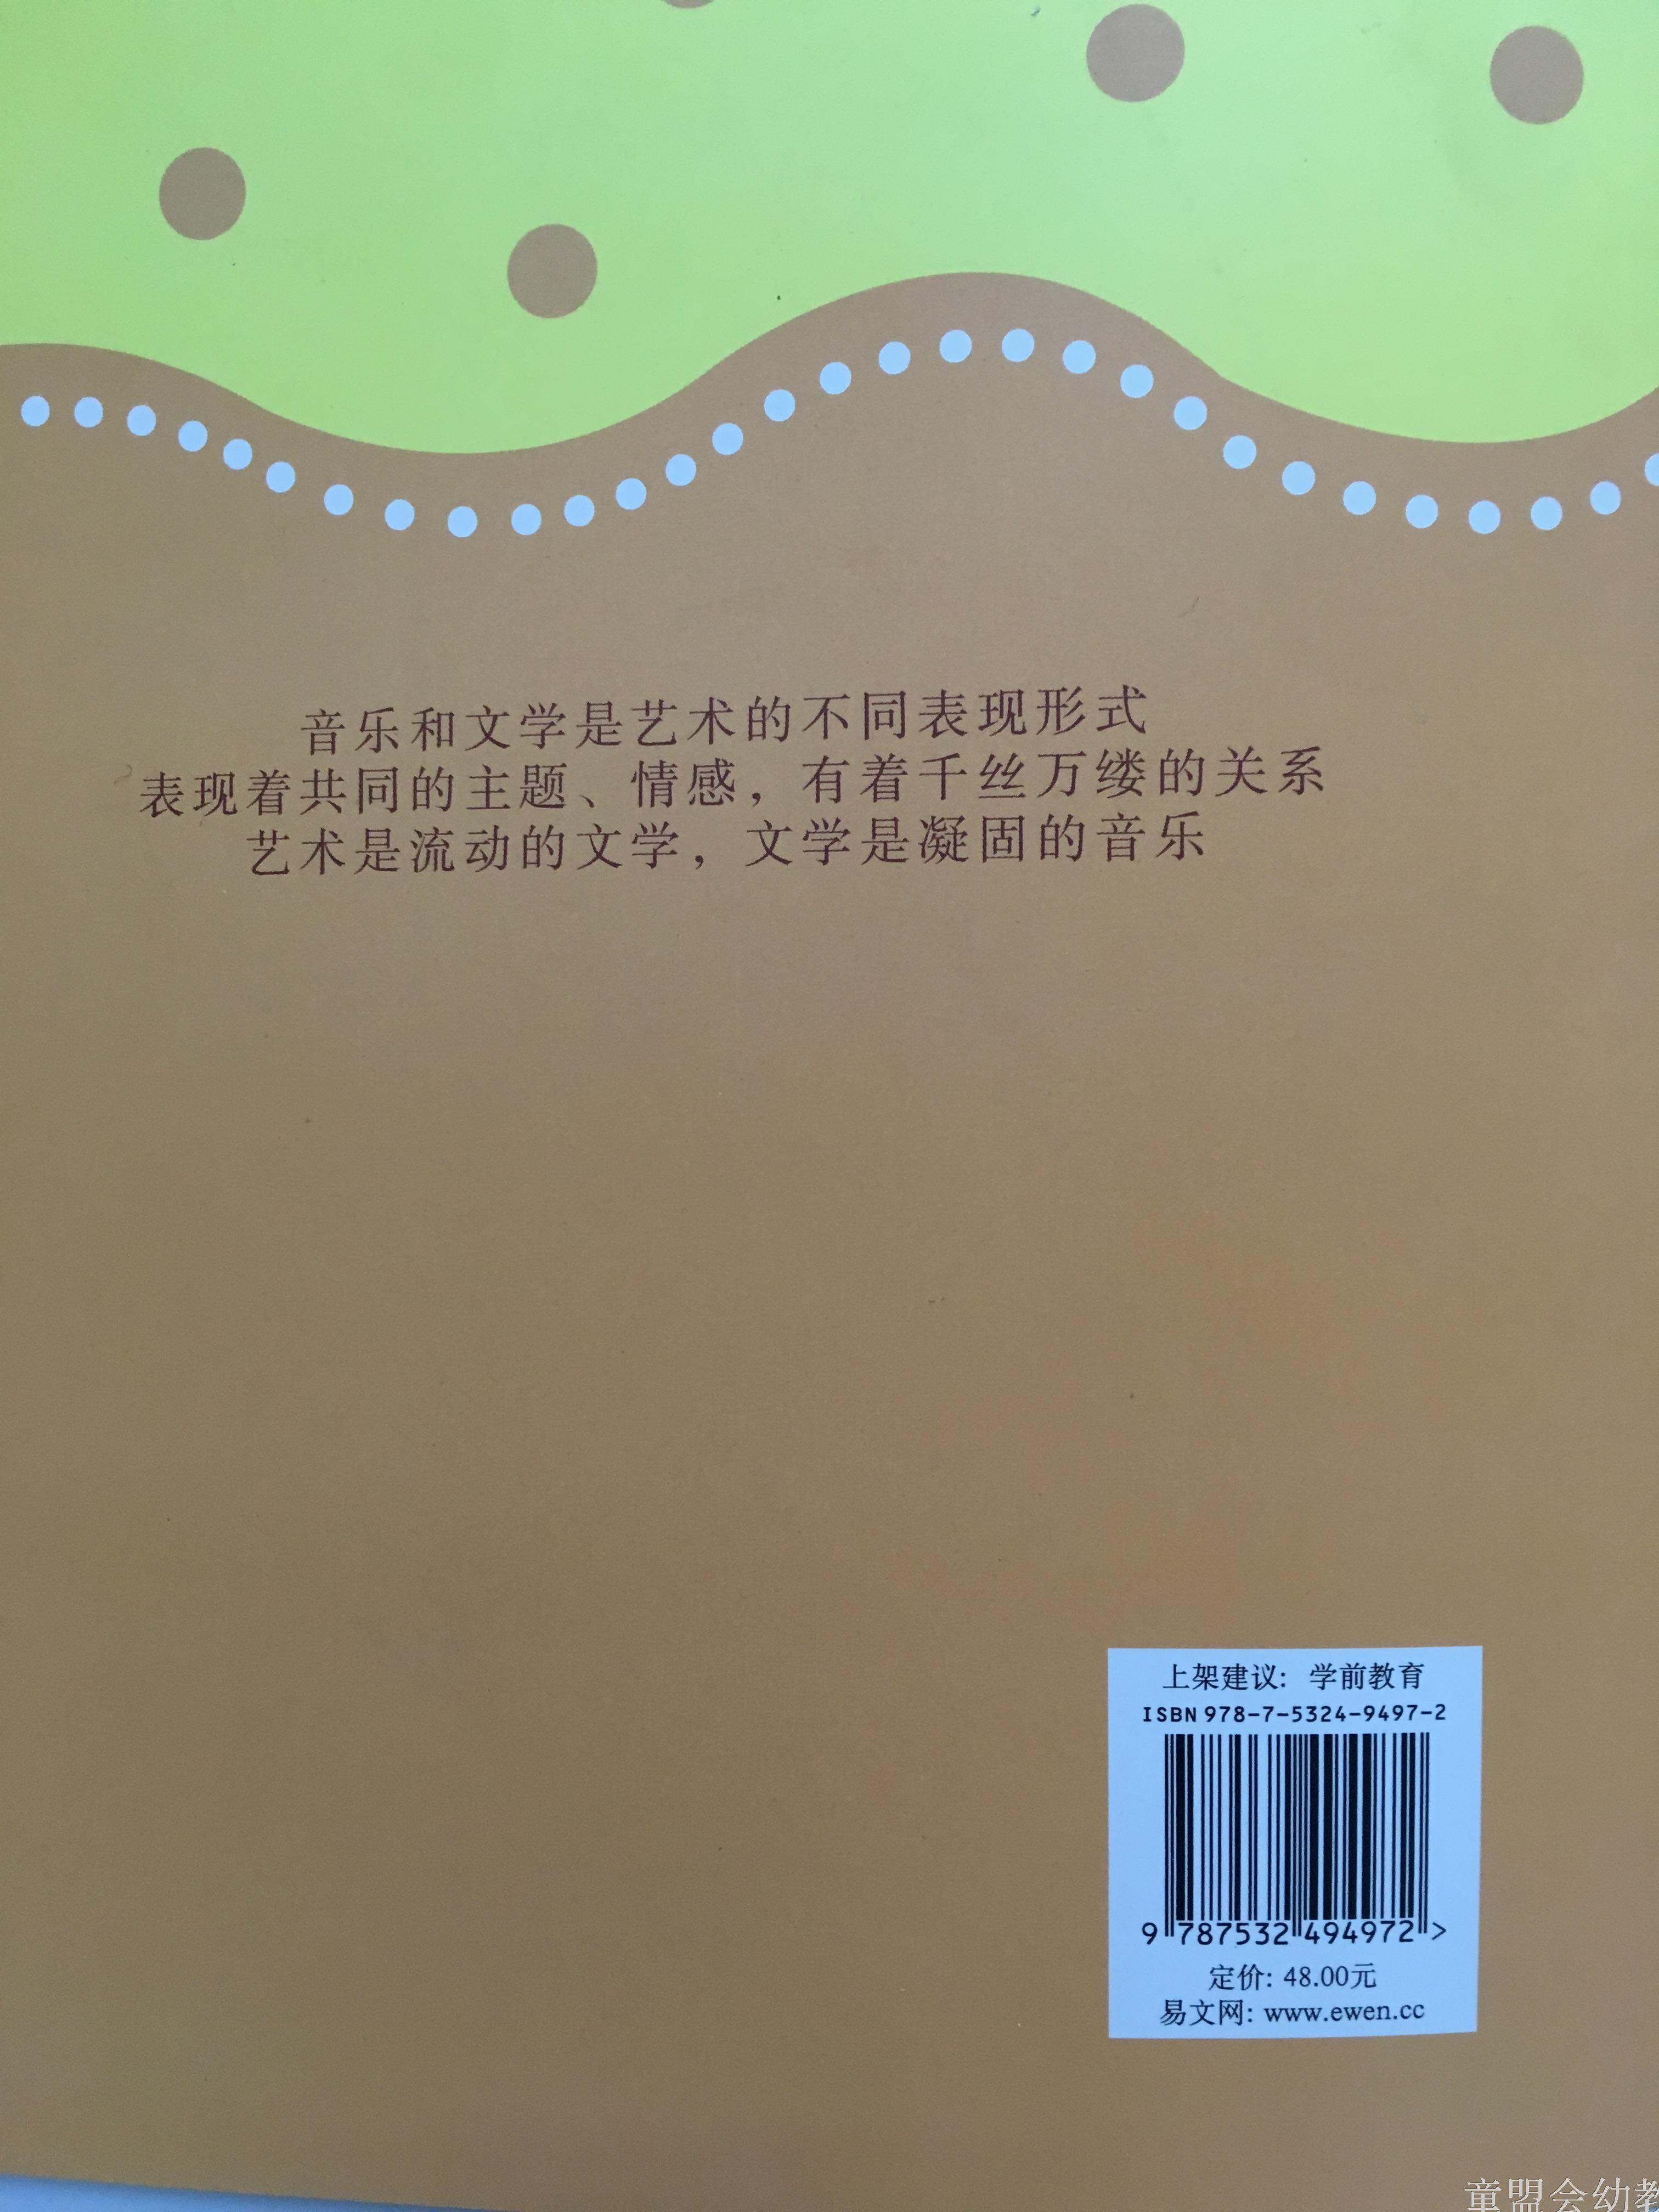 音乐和文学是艺术的不同表现形式
表现着共同的主题、情感，有着千丝万缕的关系
艺术是流动的文学，文学是凝固的音乐
上架建议：学前教育
ISBN 978-7-5324-9497-2
9 787532 494972 >
定价: 48.00元
易文网: www.ewen.cc
童盟会幼教